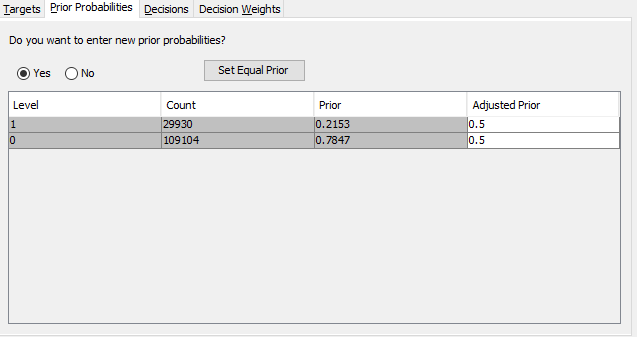 Targets Prior Probabilities Decisions Decision Weights
Do you want to enter new prior probabilities?
Yes No Set Equal Prior
Level Count Prior Adjusted Prior
1 29930 0.2153 0.5
0 109104 0.7847 0.5